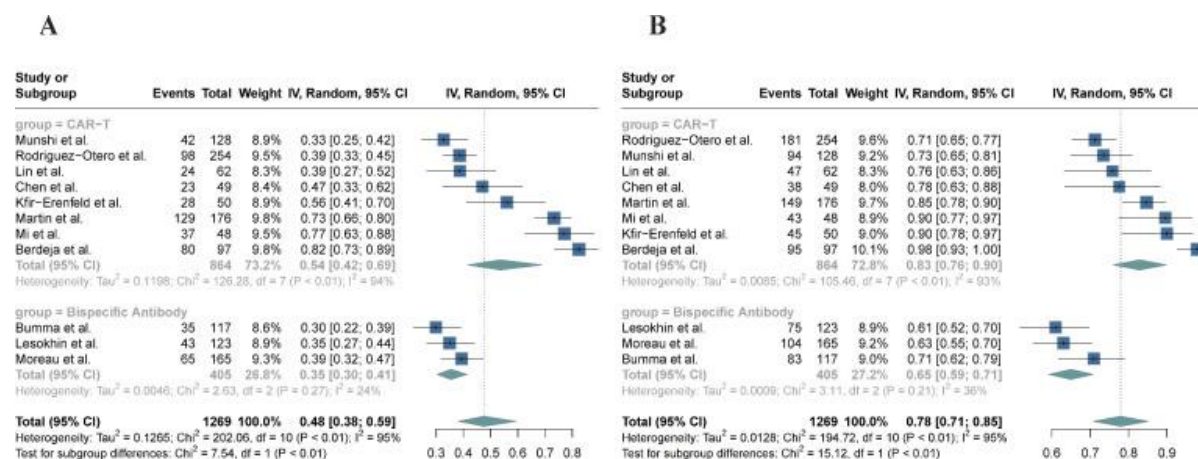 A
Study or
Subgroup Events Total Weight IV, Random, 95% CI IV, Random, 95% CI
group = CAR-T
Munshi et al. 42 128 8.9% 0.33 [0.25; 0.42]
Rodriguez-Otero et al. 98 254 9.5% 0.39 [0.33; 0.45]
Lin et al. 24 62 8.3% 0.39 [0.27; 0.52]
Chen et al. 23 49 8.4% 0.47 [0.33; 0.62]
Kfir-Erenfeld et al. 28 50 8.6% 0.56 [0.41; 0.70]
Martin et al. 129 176 10.0% 0.73 [0.66; 0.80]
Mi et al. 37 48 9.7% 0.77 [0.63; 0.88]
Berdeja et al. 80 97 9.8% 0.82 [0.73; 0.89]
Total (95% CI) 864 73.2% 0.54 [0.42; 0.69]
Heterogeneity: Tau² = 0.1198; Chi² = 126.28, df = 7 (P < 0.01); I² = 94%
group = Bispecific Antibody
Bumma et al. 35 117 8.6% 0.30 [0.22; 0.39]
Lesokhin et al. 43 123 8.9% 0.35 [0.27; 0.44]
Moreau et al. 65 165 9.3% 0.39 [0.32; 0.47]
Total (95% CI) 405 26.8% 0.35 [0.30; 0.41]
Heterogeneity: Tau² = 0.0046; Chi² = 2.63, df = 2 (P = 0.27); I² = 24%
Total (95% CI) 1269 100.0% 0.48 [0.38; 0.59]
Heterogeneity: Tau² = 0.1265; Chi² = 202.06, df = 10 (P < 0.01); I² = 95%
Test for subgroup differences: Chi² = 7.54, df = 1 (P < 0.01)
0.3 0.4 0.5 0.6 0.7 0.8
B
Study or
Subgroup Events Total Weight IV, Random, 95% CI IV, Random, 95% CI
group = CAR-T
Rodriguez-Otero et al. 181 254 9.6% 0.71 [0.65; 0.77]
Munshi et al. 94 128 9.2% 0.73 [0.65; 0.81]
Lin et al. 47 62 8.3% 0.76 [0.63; 0.86]
Chen et al. 38 49 8.0% 0.78 [0.63; 0.88]
Martin et al. 149 176 9.7% 0.85 [0.78; 0.90]
Mi et al. 43 48 8.9% 0.90 [0.77; 0.97]
Kfir-Erenfeld et al. 45 50 9.0% 0.90 [0.78; 0.97]
Berdeja et al. 95 97 10.1% 0.98 [0.93; 1.00]
Total (95% CI) 864 72.8% 0.83 [0.76; 0.90]
Heterogeneity: Tau² = 0.0085; Chi² = 105.46, df = 7 (P < 0.01); I² = 93%
group = Bispecific Antibody
Lesokhin et al. 75 123 8.9% 0.61 [0.52; 0.70]
Moreau et al. 104 165 9.2% 0.63 [0.55; 0.70]
Bumma et al. 83 117 9.0% 0.71 [0.62; 0.79]
Total (95% CI) 405 27.2% 0.65 [0.59; 0.71]
Heterogeneity: Tau² = 0.0009; Chi² = 3.11, df = 2 (P = 0.21); I² = 36%
Total (95% CI) 1269 100.0% 0.78 [0.71; 0.85]
Heterogeneity: Tau² = 0.0128; Chi² = 194.72, df = 10 (P < 0.01); I² = 95%
Test for subgroup differences: Chi² = 15.12, df = 1 (P < 0.01)
0.6 0.7 0.8 0.9